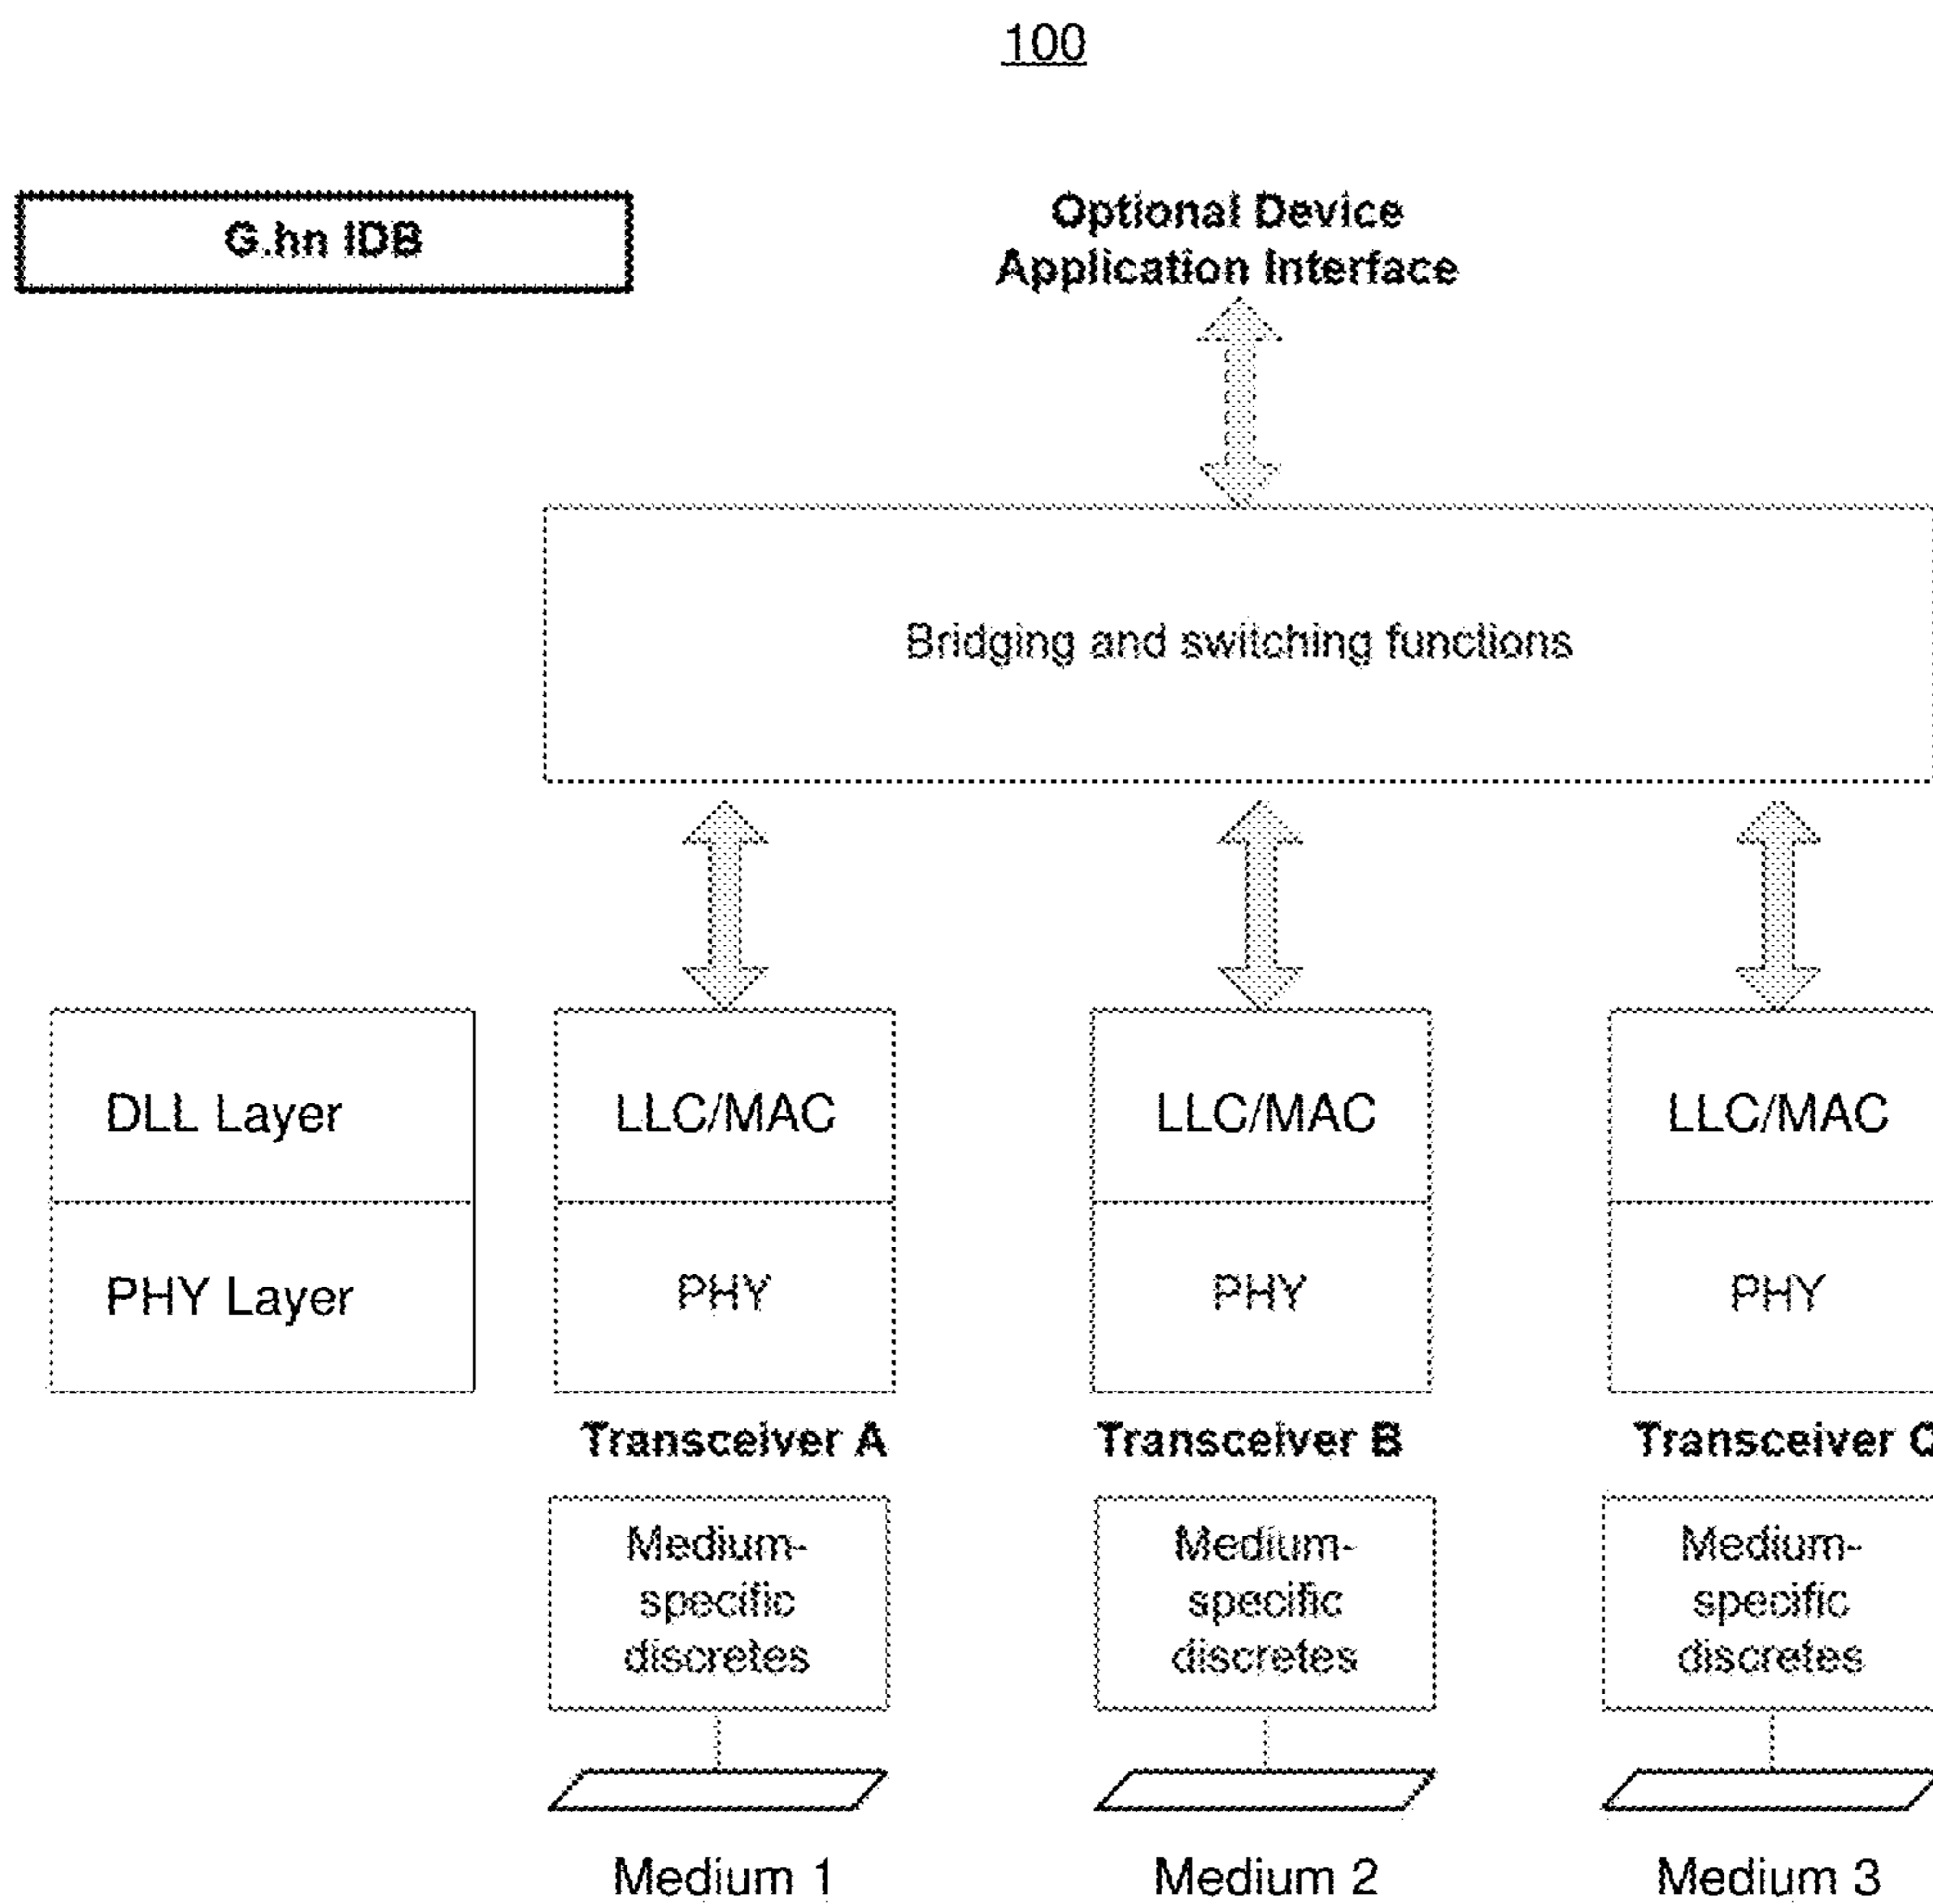 100
G.hn IDB
Optional Device
Application Interface
Bridging and switching functions
DLL Layer
LLC/MAC
LLC/MAC
LLC/MAC
PHY Layer
PHY
PHY
PHY
Transceiver A
Transceiver B
Transceiver C
Medium-
specific
discretes
Medium-
specific
discretes
Medium-
specific
discretes
Medium 1
Medium 2
Medium 3